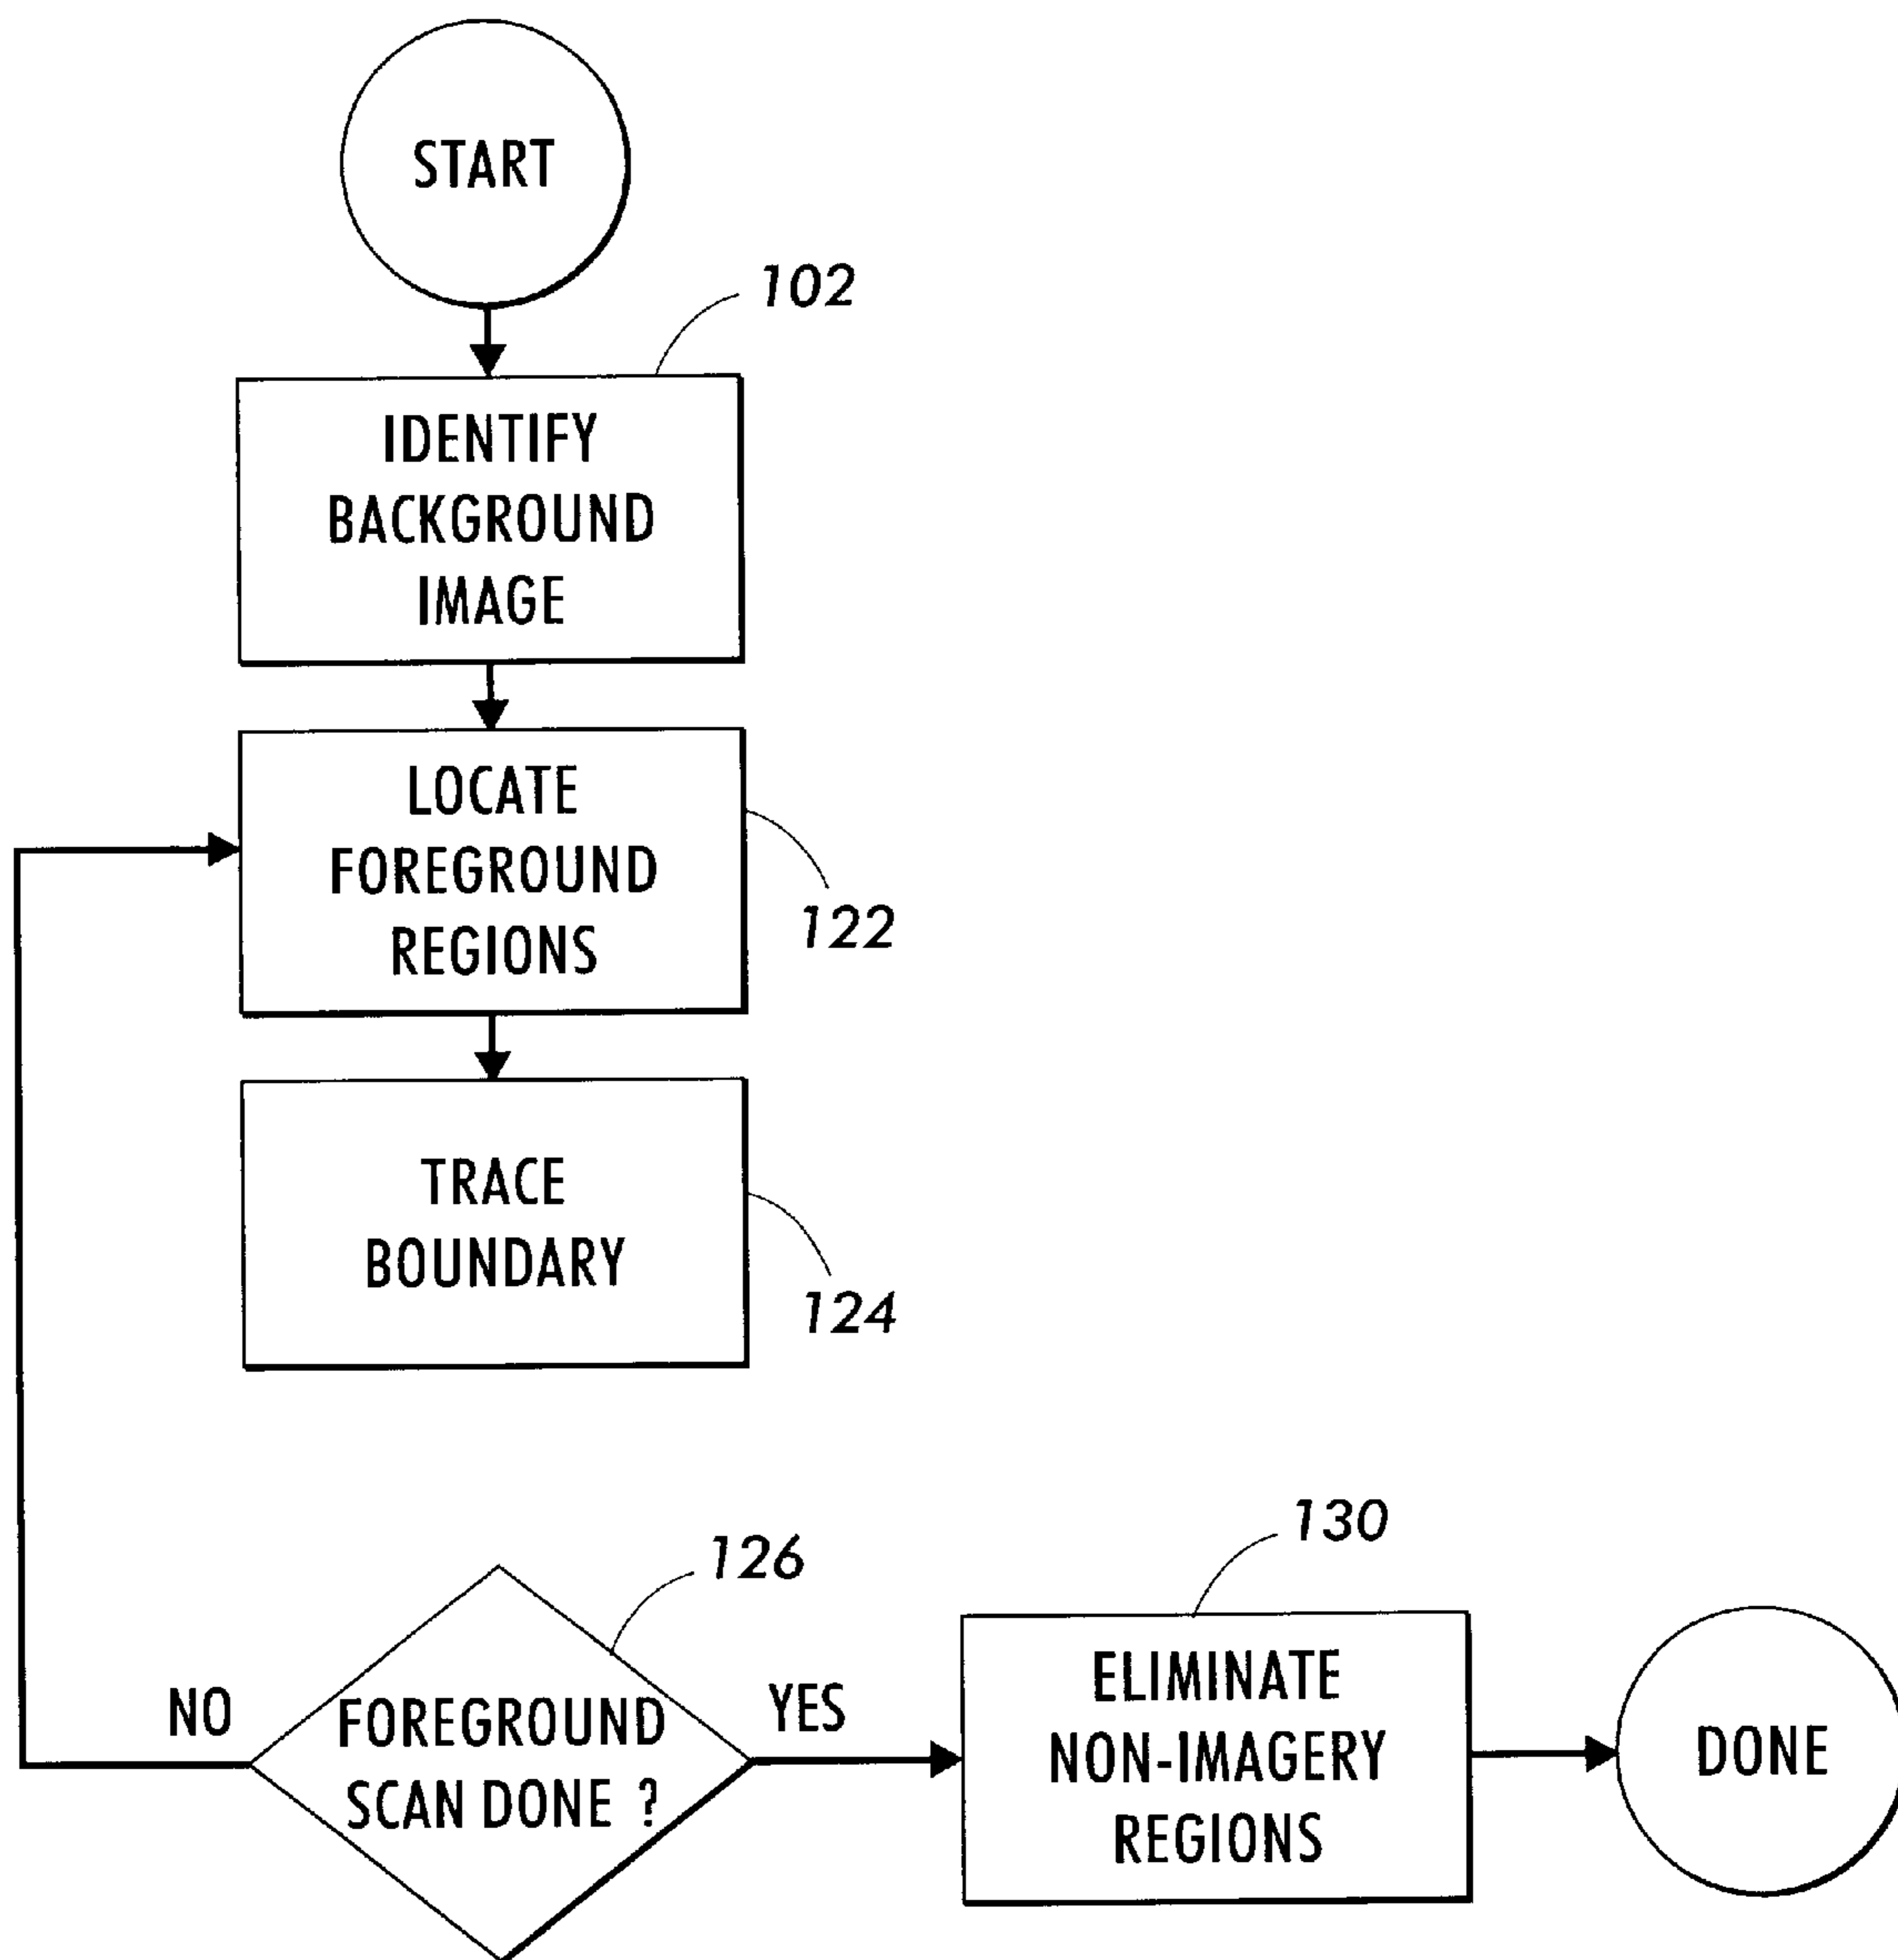 START
102
IDENTIFY
BACKGROUND
IMAGE
LOCATE
FOREGROUND
REGIONS
122
TRACE
BOUNDARY
124
126
130
NO
FOREGROUND
SCAN DONE ?
YES
ELIMINATE
NON-IMAGERY
REGIONS
DONE